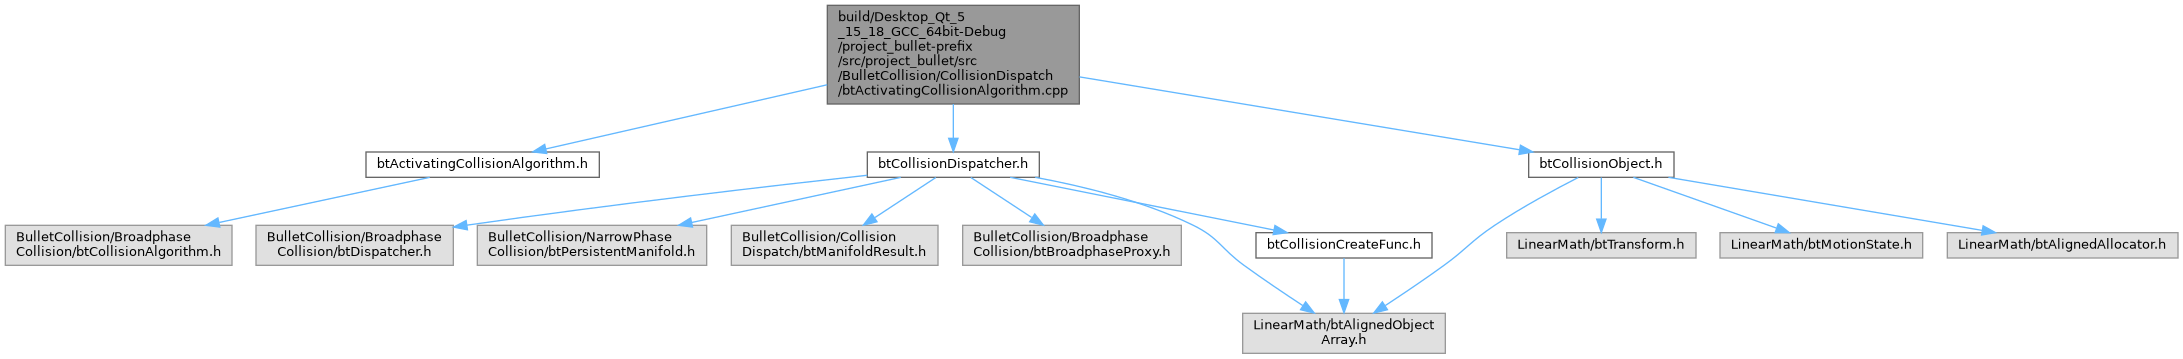 build/Desktop_Qt_5
_15_18_GCC_64bit-Debug
/project_bullet-prefix
/src/project_bullet/src
/BulletCollision/CollisionDispatch
/btActivatingCollisionAlgorithm.cpp
btActivatingCollisionAlgorithm.h
btCollisionDispatcher.h
btCollisionObject.h
BulletCollision/Broadphase
Collision/btCollisionAlgorithm.h
BulletCollision/Broadphase
Collision/btDispatcher.h
BulletCollision/NarrowPhase
Collision/btPersistentManifold.h
BulletCollision/Collision
Dispatch/btManifoldResult.h
BulletCollision/Broadphase
Collision/btBroadphaseProxy.h
btCollisionCreateFunc.h
LinearMath/btTransform.h
LinearMath/btMotionState.h
LinearMath/btAlignedAllocator.h
LinearMath/btAlignedObject
Array.h